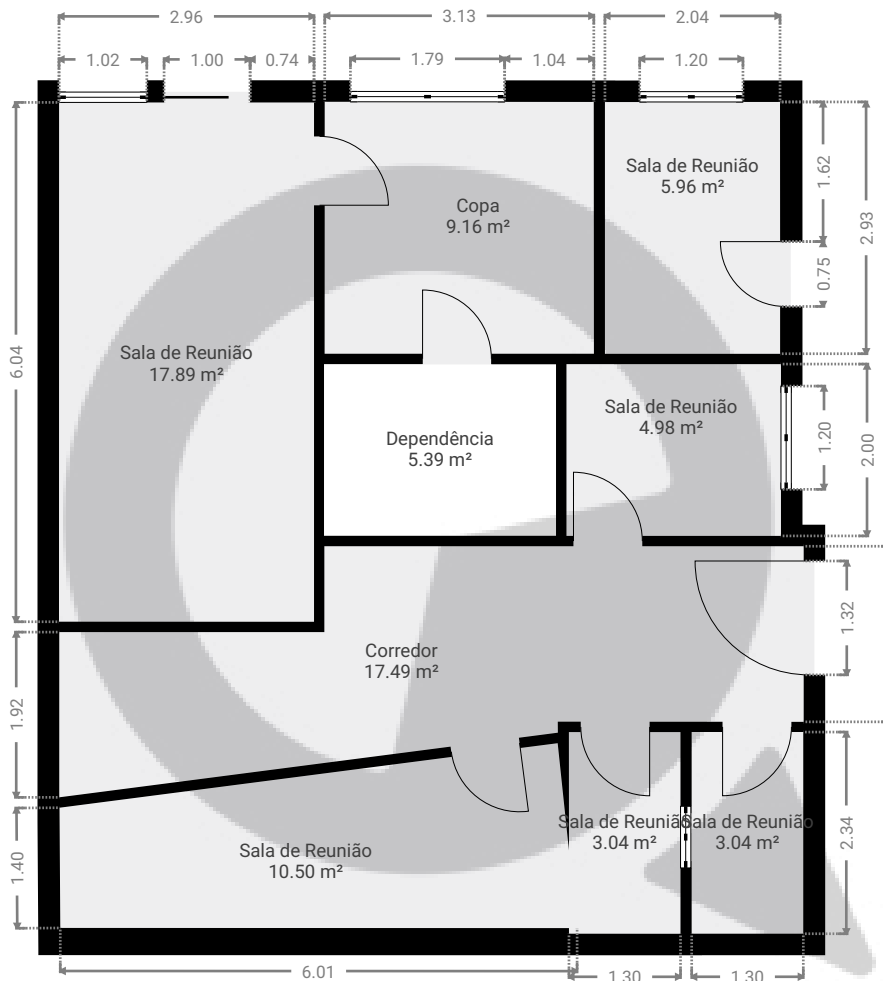 2.96
3.13
2.04
1.02
1.00
0.74
1.79
1.04
1.20
Sala de Reunião
5.96 m²
1.62
2.93
Copa
9.16 m²
0.75
6.04
Sala de Reunião
17.89 m²
Sala de Reunião
4.98 m²
1.20
2.00
Dependência
5.39 m²
1.32
Corredor
17.49 m²
1.92
Sala de Reunião
3.04 m²
Sala de Reunião
3.04 m²
2.34
Sala de Reunião
10.50 m²
1.40
6.01
1.30
1.30